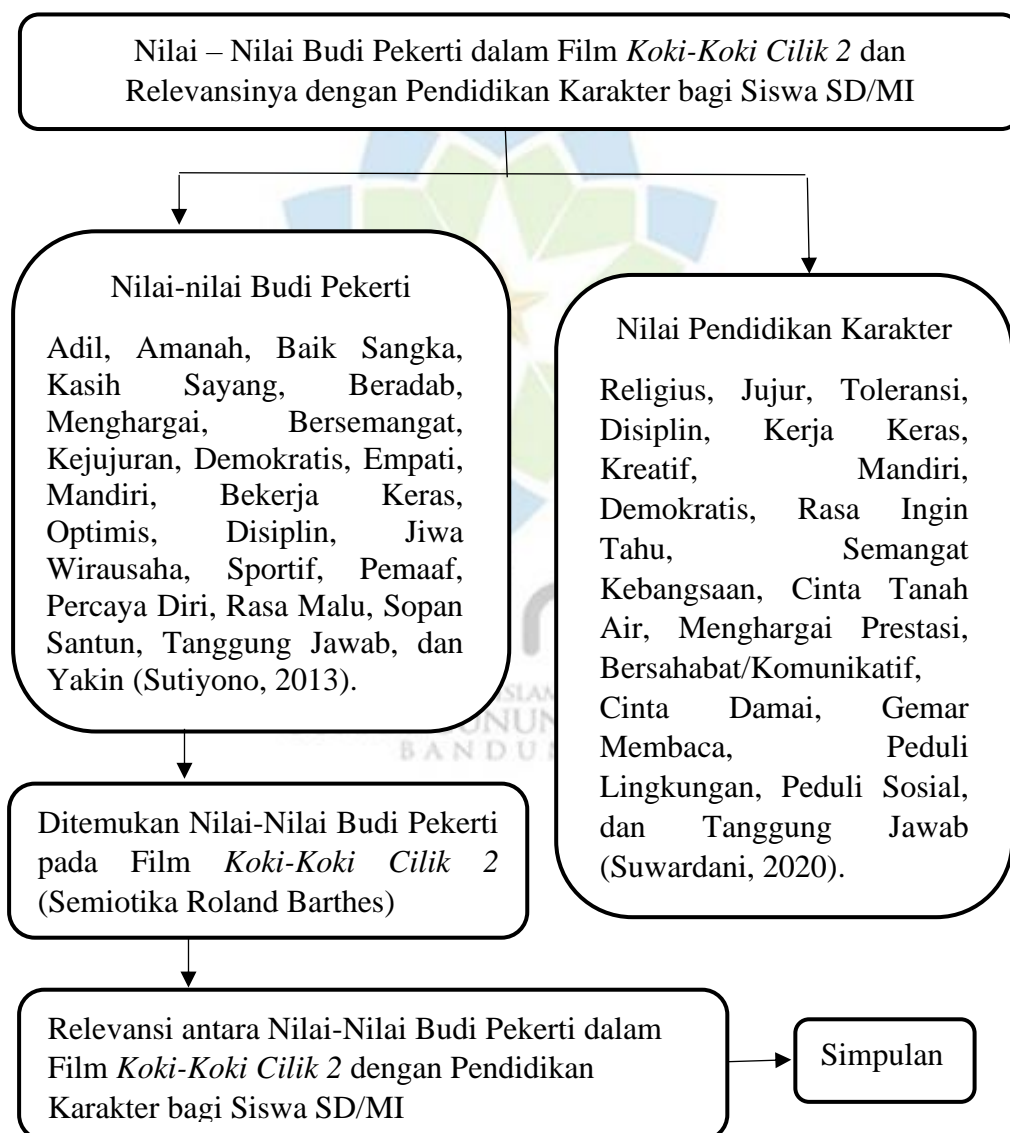 Nilai – Nilai Budi Pekerti dalam Film Koki-Koki Cilik 2 dan
Relevansinya dengan Pendidikan Karakter bagi Siswa SD/MI
Nilai-nilai Budi Pekerti
Adil, Amanah, Baik Sangka,
Kasih Sayang, Beradab,
Menghargai, Bersemangat,
Kejujuran, Demokratis, Empati,
Mandiri, Bekerja Keras,
Optimis, Disiplin, Jiwa
Wirausaha, Sportif, Pemaaf,
Percaya Diri, Rasa Malu, Sopan
Santun, Tanggung Jawab, dan
Yakin (Sutiyono, 2013).
Nilai Pendidikan Karakter
Religius, Jujur, Toleransi,
Disiplin, Kerja Keras,
Kreatif, Mandiri,
Demokratis, Rasa Ingin
Tahu, Semangat
Kebangsaan, Cinta Tanah
Air, Menghargai Prestasi,
Bersahabat/Komunikatif,
Cinta Damai, Gemar
Membaca, Peduli
Lingkungan, Peduli Sosial,
dan Tanggung Jawab
(Suwardani, 2020).
Ditemukan Nilai-Nilai Budi Pekerti
pada Film Koki-Koki Cilik 2
(Semiotika Roland Barthes)
Relevansi antara Nilai-Nilai Budi Pekerti dalam
Film Koki-Koki Cilik 2 dengan Pendidikan
Karakter bagi Siswa SD/MI
Simpulan